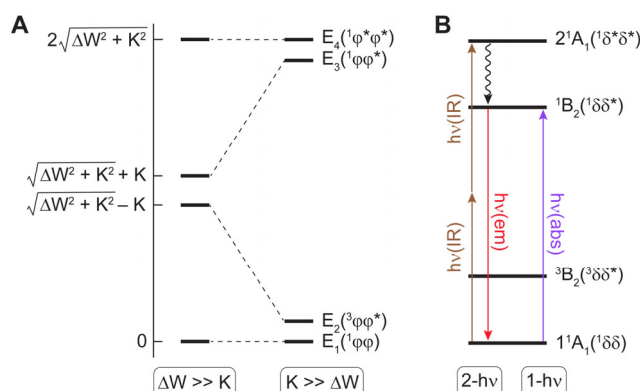 A
2√ΔW² + K²
√ΔW² + K² + K
√ΔW² + K² – K
0
E₄(¹φ*φ*)
E₃(¹φφ*)
E₂(³φφ*)
E₁(¹φφ)
ΔW >> K
K >> ΔW
B
2¹A₁(¹δ*δ*)
¹B₂(¹δδ*)
³B₂(³δδ*)
1¹A₁(¹δδ)
hν(IR)
hν(IR)
hν(em)
hν(abs)
2-hν
1-hν